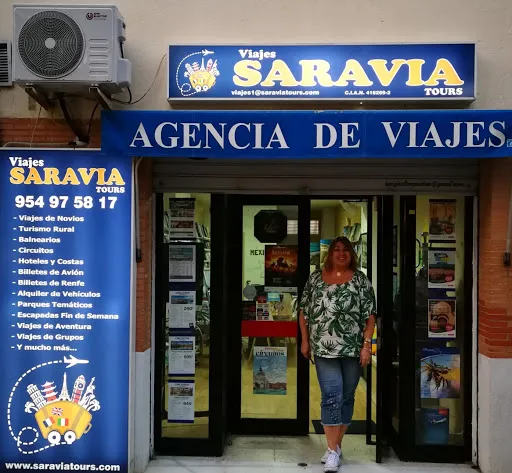 Viajes
SARAVIA
TOURS
viajes1@saraviatours.com
C.I.A.N. 419269-2
AGENCIA DE VIAJES
Viajes
SARAVIA
TOURS
954 97 58 17
- Viajes de Novios
- Turismo Rural
- Balnearios
- Circuitos
- Hoteles y Costas
- Billetes de Avión
- Billetes de Renfe
- Alquiler de Vehículos
- Parques Temáticos
- Escapadas Fin de Semana
- Viajes de Aventura
- Viajes de Grupos
- Y mucho más...
www.saraviatours.com